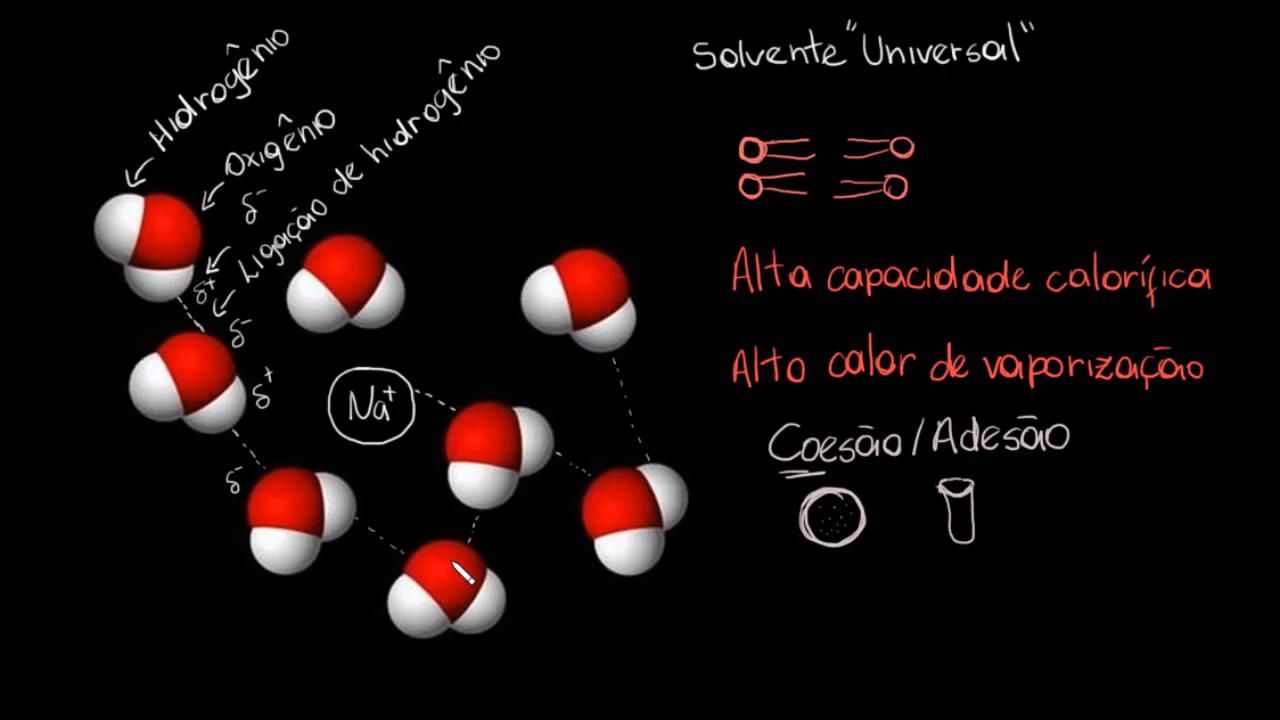 Hidrogênio
Oxigênio
Ligação de hidrogênio
δ⁻
δ⁺
δ⁻
δ⁺
δ⁻
Na⁺
Solvente "Universal"
Alta capacidade calorífica
Alto calor de vaporização
Coesão/Adesão